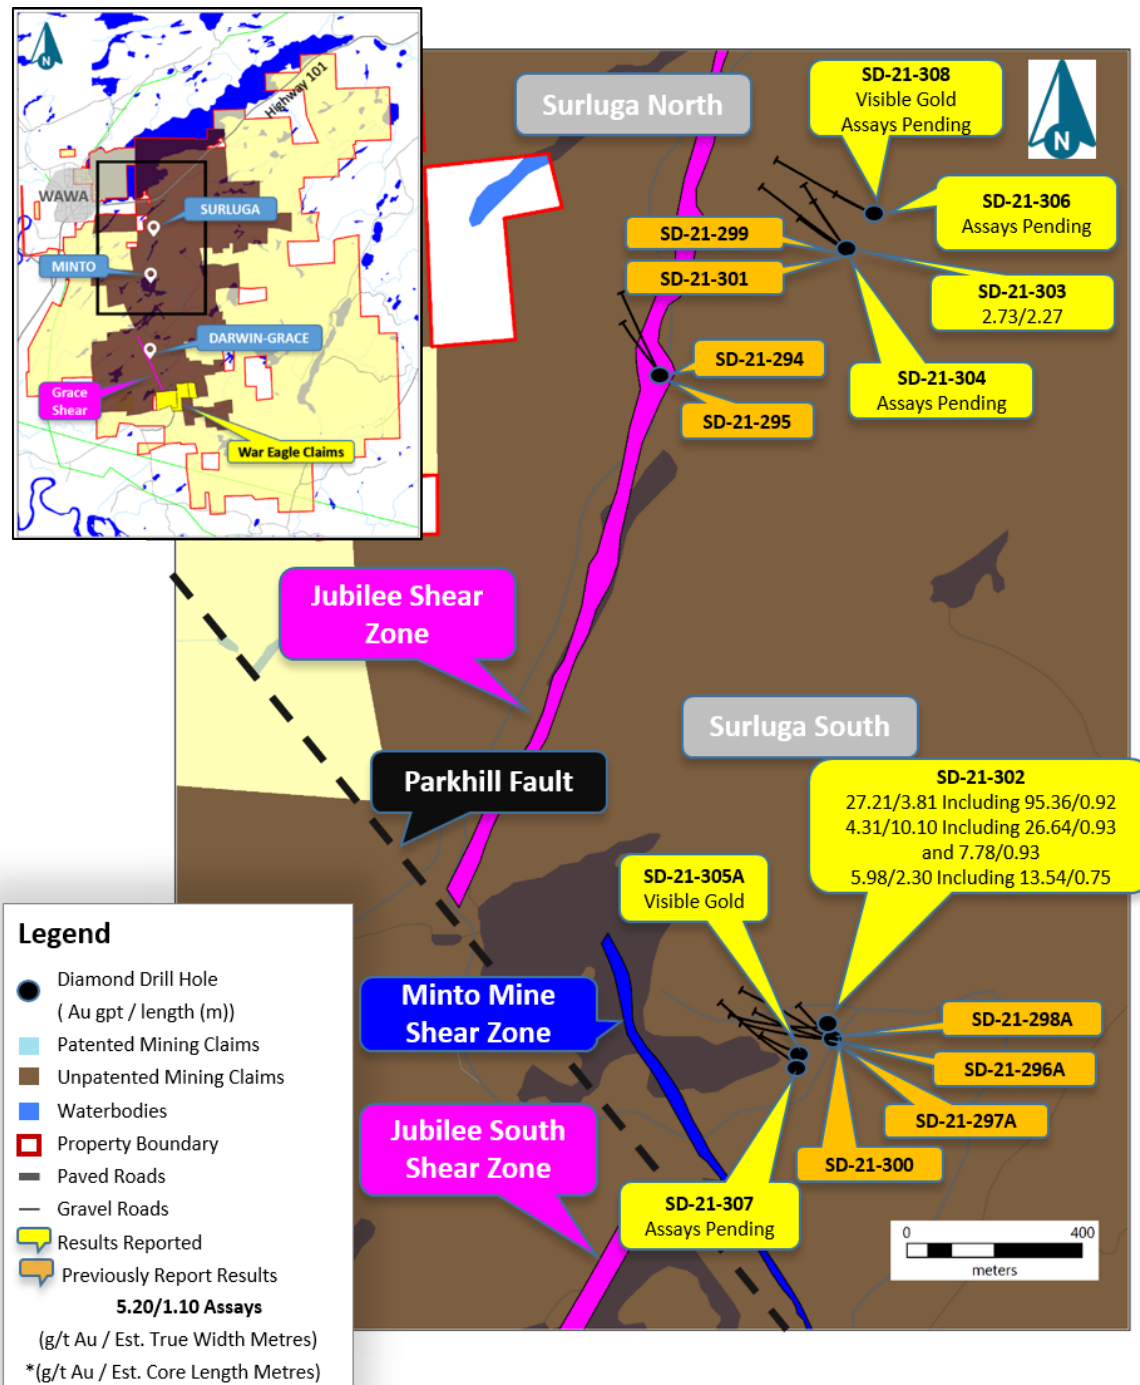 N
Highway 101
WAWA
SURLUGA
MINTO
DARWIN-GRACE
Grace
Shear
War Eagle Claims
Surluga North
SD-21-308
Visible Gold
Assays Pending
N
SD-21-306
Assays Pending
SD-21-299
SD-21-301
SD-21-303
2.73/2.27
SD-21-294
SD-21-304
Assays Pending
SD-21-295
Jubilee Shear
Zone
Surluga South
Parkhill Fault
SD-21-302
27.21/3.81 Including 95.36/0.92
4.31/10.10 Including 26.64/0.93
and 7.78/0.93
5.98/2.30 Including 13.54/0.75
SD-21-305A
Visible Gold
Minto Mine
Shear Zone
SD-21-298A
SD-21-296A
SD-21-297A
SD-21-300
Jubilee South
Shear Zone
SD-21-307
Assays Pending
0 400
meters
Legend
Diamond Drill Hole
( Au gpt / length (m))
Patented Mining Claims
Unpatented Mining Claims
Waterbodies
Property Boundary
Paved Roads
Gravel Roads
Results Reported
Previously Report Results
5.20/1.10 Assays
(g/t Au / Est. True Width Metres)
*(g/t Au / Est. Core Length Metres)